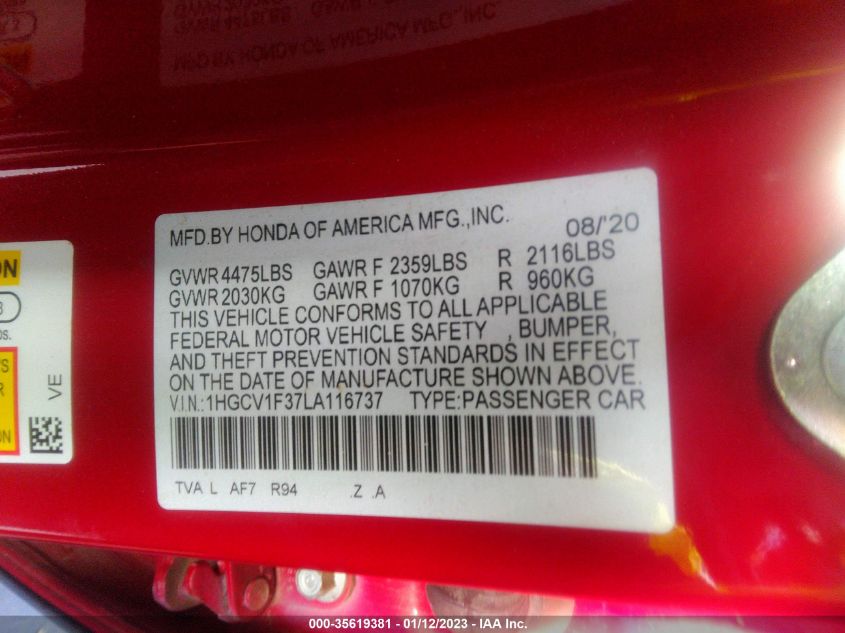 MFD.BY HONDA OF AMERICA MFG.,INC. 08/'20
GVWR 4475LBS GAWR F 2359LBS R 2116LBS
GVWR 2030KG GAWR F 1070KG R 960KG
THIS VEHICLE CONFORMS TO ALL APPLICABLE
FEDERAL MOTOR VEHICLE SAFETY , BUMPER,
AND THEFT PREVENTION STANDARDS IN EFFECT
ON THE DATE OF MANUFACTURE SHOWN ABOVE.
V.I.N.:1HGCV1F37LA116737 TYPE:PASSENGER CAR
TVA L AF7 R94 .Z .A
VE
000-35619381 - 01/12/2023 - IAA Inc.